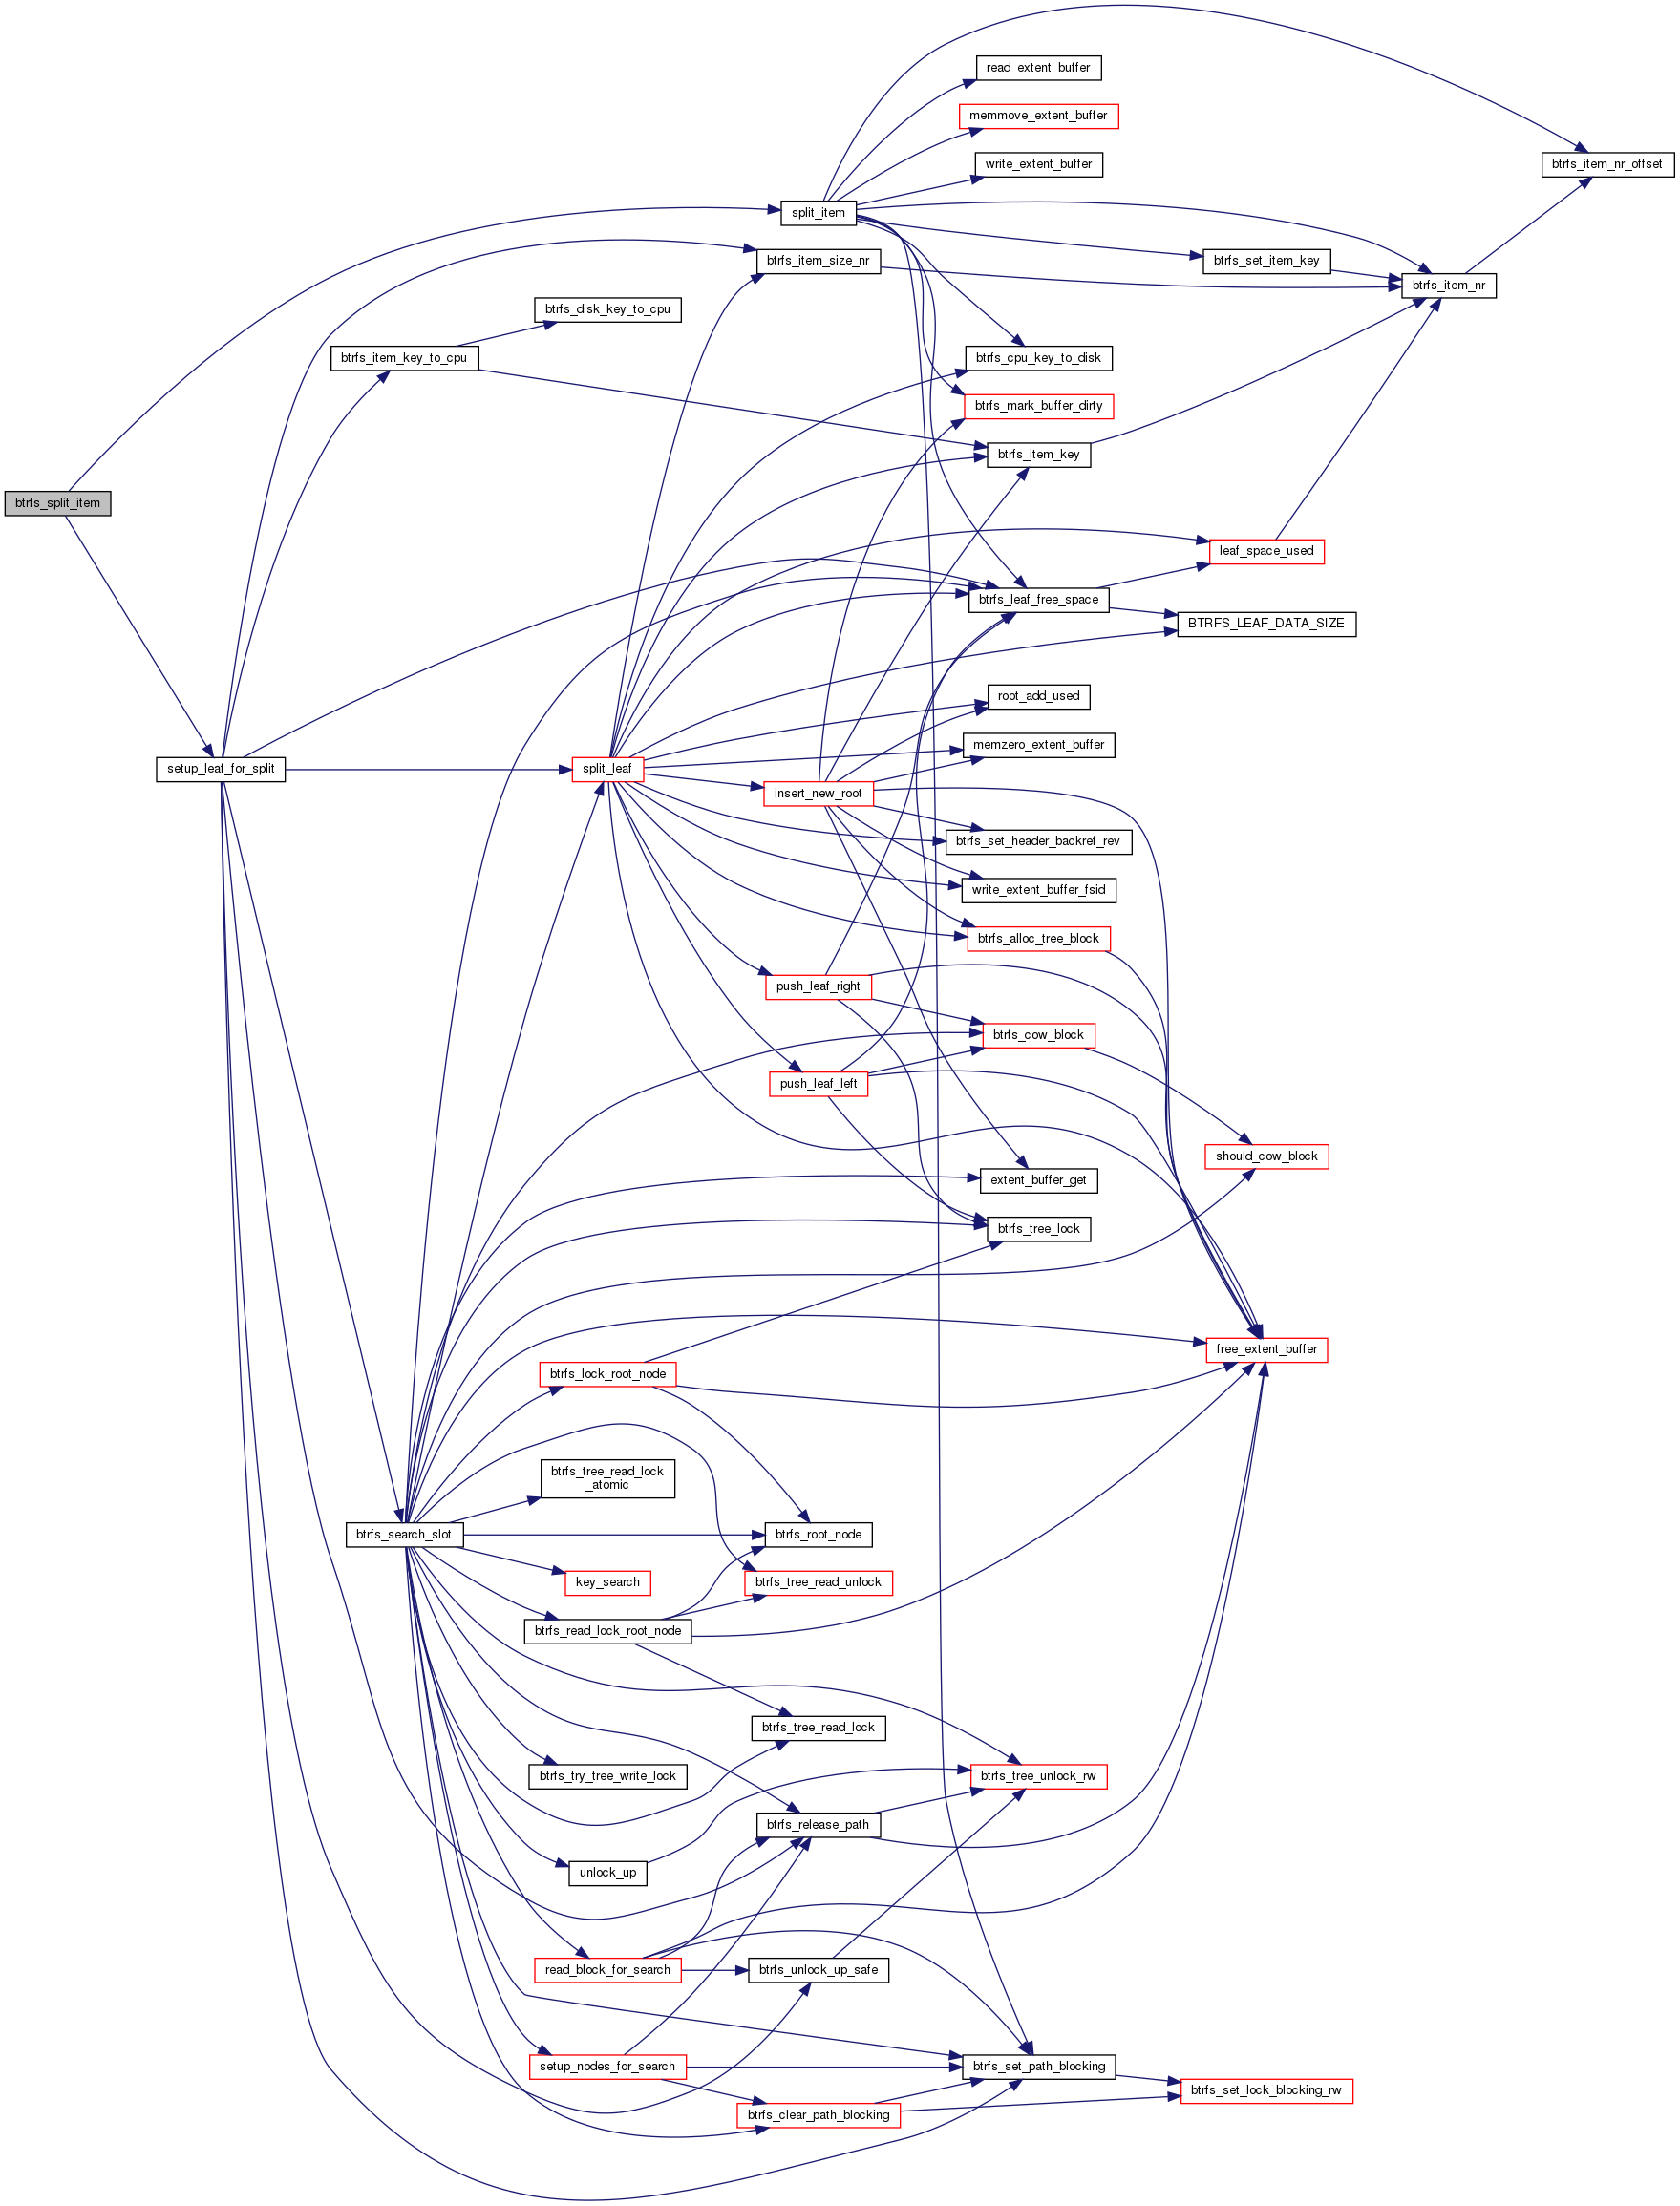 read_extent_buffer
memmove_extent_buffer
write_extent_buffer
btrfs_item_nr_offset
split_item
btrfs_item_size_nr
btrfs_set_item_key
btrfs_item_nr
btrfs_disk_key_to_cpu
btrfs_item_key_to_cpu
btrfs_cpu_key_to_disk
btrfs_mark_buffer_dirty
btrfs_item_key
btrfs_split_item
leaf_space_used
btrfs_leaf_free_space
BTRFS_LEAF_DATA_SIZE
root_add_used
memzero_extent_buffer
setup_leaf_for_split
split_leaf
insert_new_root
btrfs_set_header_backref_rev
write_extent_buffer_fsid
btrfs_alloc_tree_block
push_leaf_right
btrfs_cow_block
push_leaf_left
should_cow_block
extent_buffer_get
btrfs_tree_lock
free_extent_buffer
btrfs_lock_root_node
btrfs_tree_read_lock
_atomic
btrfs_search_slot
btrfs_root_node
key_search
btrfs_tree_read_unlock
btrfs_read_lock_root_node
btrfs_tree_read_lock
btrfs_try_tree_write_lock
btrfs_tree_unlock_rw
btrfs_release_path
unlock_up
read_block_for_search
btrfs_unlock_up_safe
setup_nodes_for_search
btrfs_set_path_blocking
btrfs_set_lock_blocking_rw
btrfs_clear_path_blocking